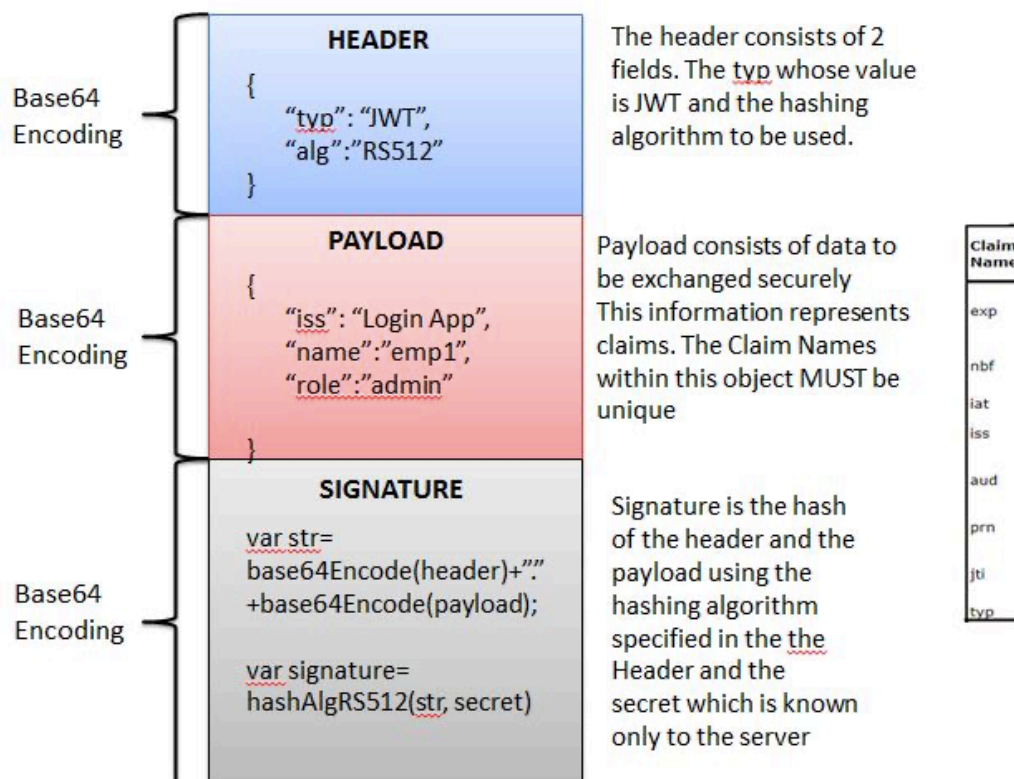 HEADER
{
“typ”: “JWT”,
“alg”:”RS512”
}
Base64
Encoding
The header consists of 2
fields. The typ whose value
is JWT and the hashing
algorithm to be used.
PAYLOAD
{
“iss”: “Login App”,
“name”:”emp1”,
“role”:”admin”
}
Base64
Encoding
Payload consists of data to
be exchanged securely
This information represents
claims. The Claim Names
within this object MUST be
unique
Claim
Name
exp
nbf
iat
iss
aud
prn
jti
typ
SIGNATURE
var str=
base64Encode(header)+”.”
+base64Encode(payload);
var signature=
hashAlgRS512(str, secret)
Base64
Encoding
Signature is the hash
of the header and the
payload using the
hashing algorithm
specified in the the
Header and the
secret which is known
only to the server